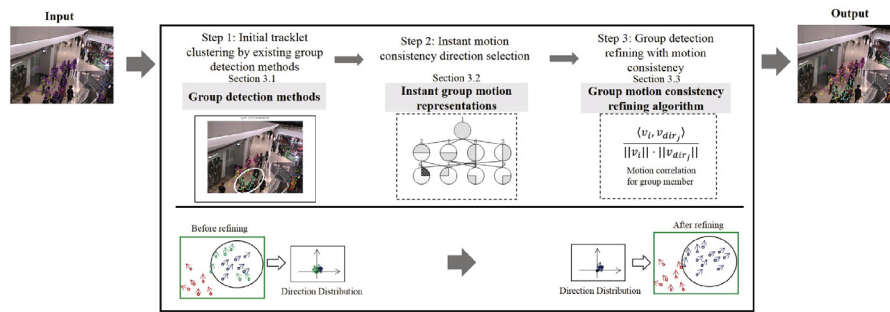 Input
Output
Step 1: Initial tracklet
clustering by existing group
detection methods
Section 3.1
Group detection methods
Step 2: Instant motion
consistency direction selection
Section 3.2
Instant group motion
representations
Step 3: Group detection
refining with motion
consistency
Section 3.3
Group motion consistency
refining algorithm
⟨v_i, v_dir_j⟩
||v_i|| · ||v_dir_j||
Motion correlation
for group member
Before refining
Direction Distribution
After refining
Direction Distribution